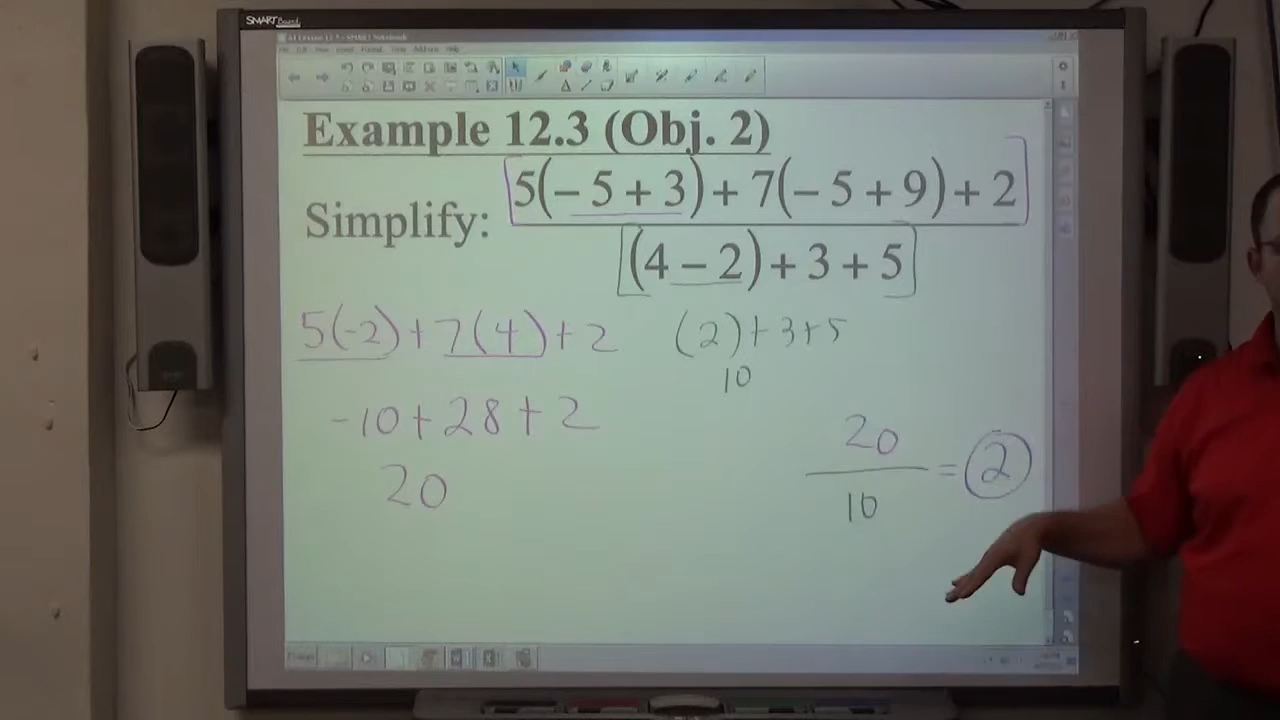 SMART Board
Example 12.3 (Obj. 2)
Simplify:
5(− 5 + 3) + 7(− 5 + 9) + 2
(4 − 2) + 3 + 5
5(-2) + 7(4) + 2
(2) + 3 + 5
10
-10 + 28 + 2
20
20
10
= 2